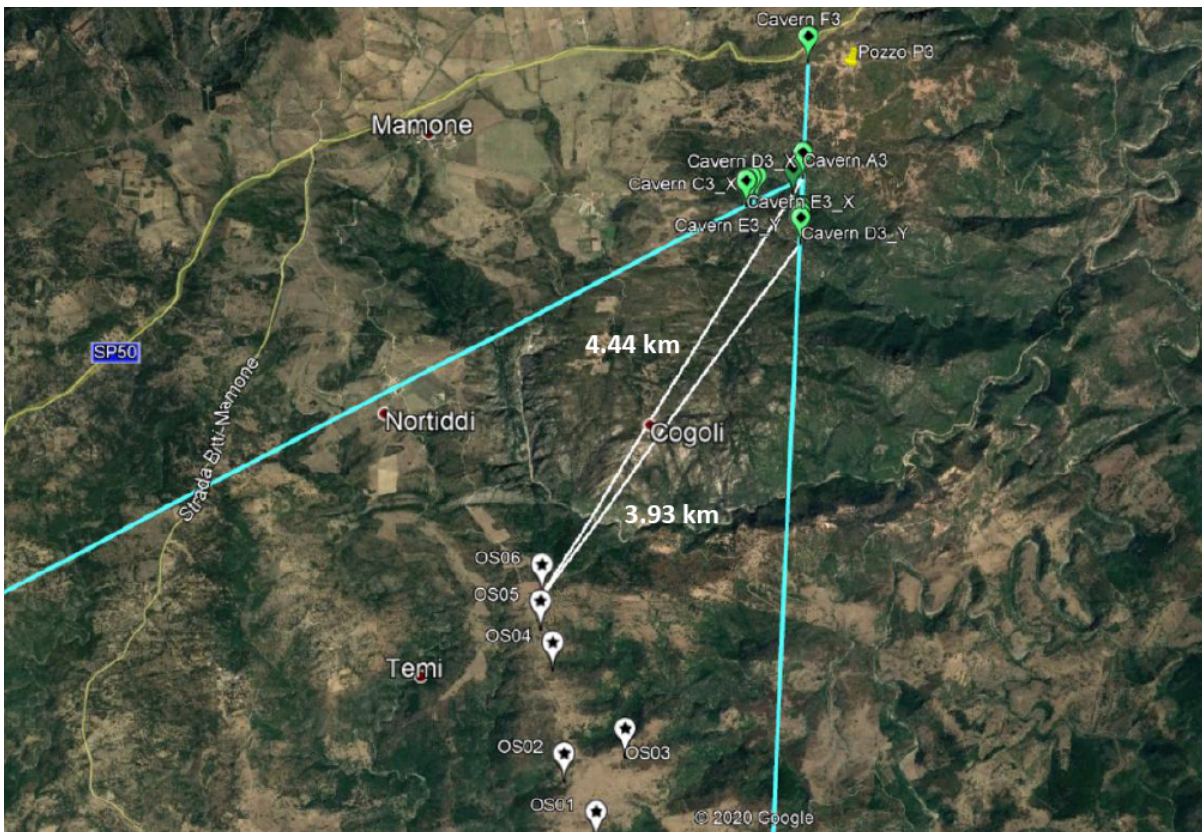 Cavern F3
Pozzo P3
Mamone
Cavern D3_X
Cavern A3
Cavern C3_X
Cavern E3_X
Cavern E3_Y
Cavern D3_Y
4.44 km
SP50
Strada Bitti-Mamone
Nortiddi
Cogoli
3.93 km
OS06
OS05
OS04
Temi
OS03
OS02
OS01
© 2020 Google